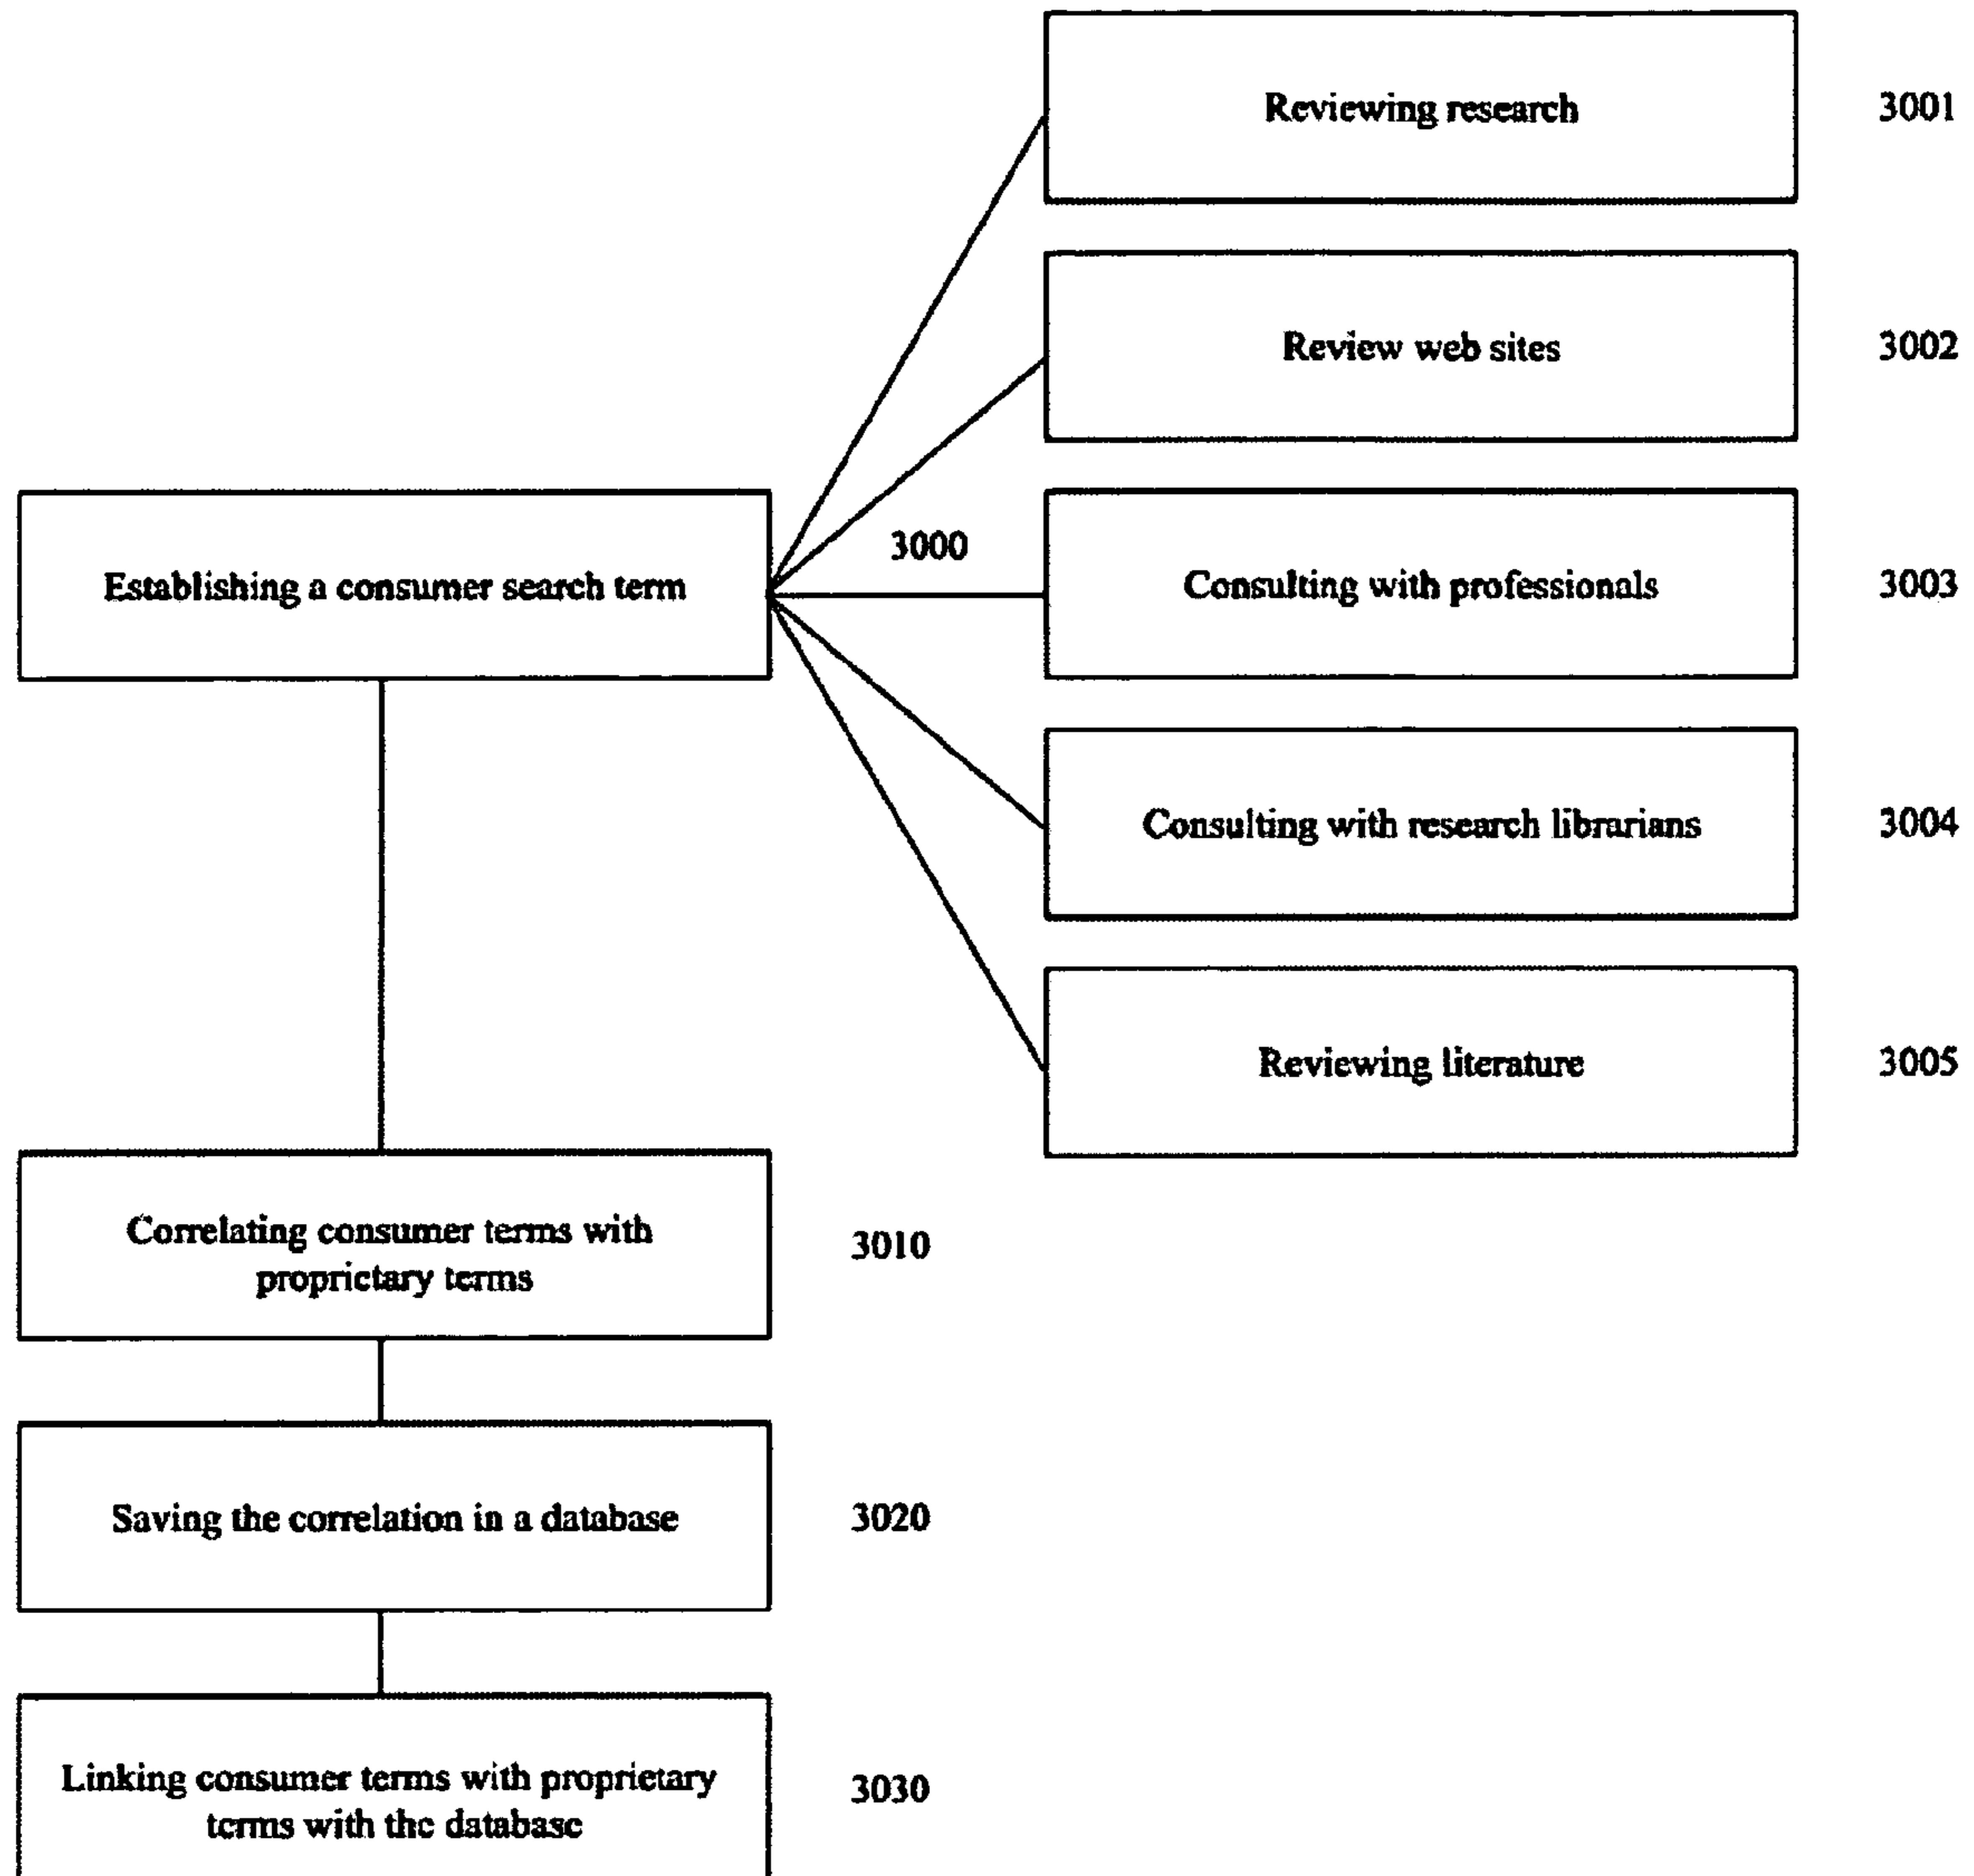 Reviewing research
3001
Review web sites
3002
3000
Establishing a consumer search term
Consulting with professionals
3003
Consulting with research librarians
3004
Reviewing literature
3005
Correlating consumer terms with
proprietary terms
3010
Saving the correlation in a database
3020
Linking consumer terms with proprietary
terms with the database
3030